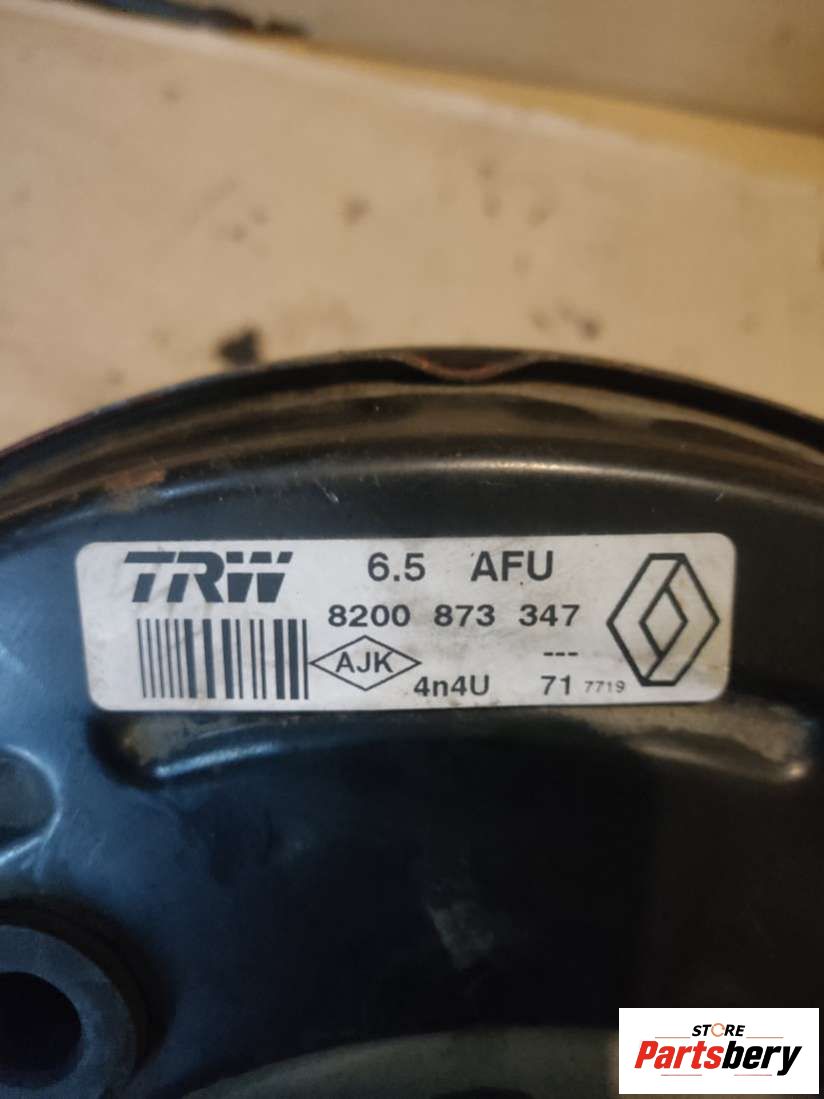 TRW 6.5 AFU
8200 873 347
AJK ---
4n4U 71 7719
STORE
Partsbery